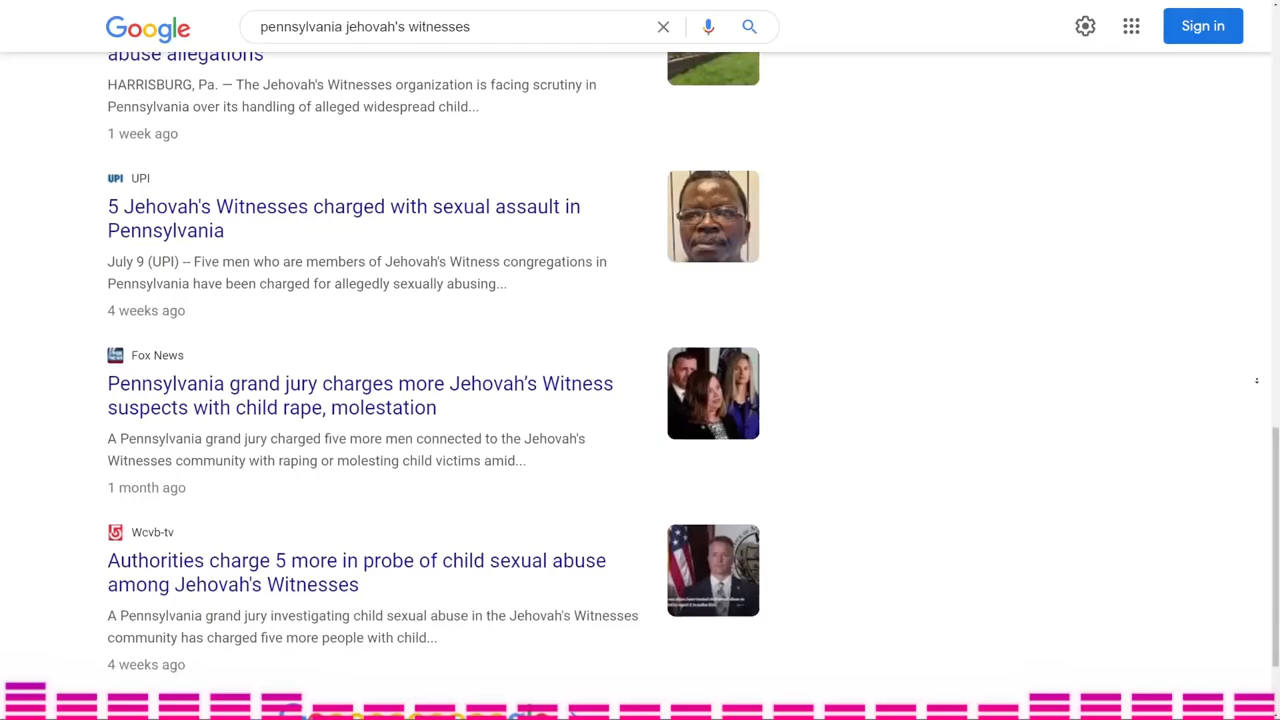 Google
pennsylvania jehovah's witnesses
Sign in
abuse allegations
HARRISBURG, Pa. — The Jehovah's Witnesses organization is facing scrutiny in
Pennsylvania over its handling of alleged widespread child...
1 week ago
UPI UPI
5 Jehovah's Witnesses charged with sexual assault in
Pennsylvania
July 9 (UPI) -- Five men who are members of Jehovah's Witness congregations in
Pennsylvania have been charged for allegedly sexually abusing...
4 weeks ago
Fox News
Pennsylvania grand jury charges more Jehovah's Witness
suspects with child rape, molestation
A Pennsylvania grand jury charged five more men connected to the Jehovah's
Witnesses community with raping or molesting child victims amid...
1 month ago
5 Wcvb-tv
Authorities charge 5 more in probe of child sexual abuse
among Jehovah's Witnesses
A Pennsylvania grand jury investigating child sexual abuse in the Jehovah's Witnesses
community has charged five more people with child...
4 weeks ago